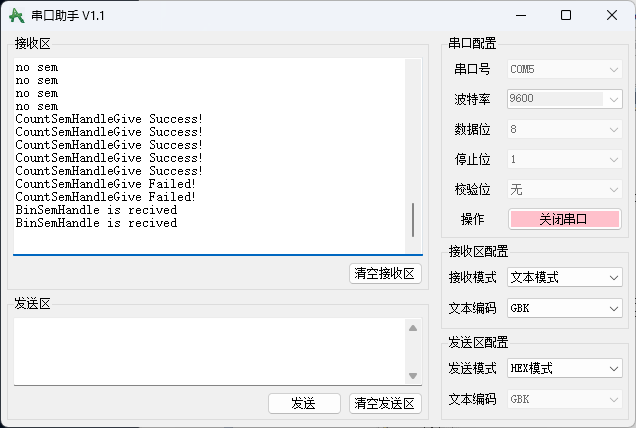 串口助手 V1.1
接收区
no sem
no sem
no sem
no sem
CountSemHandleGive Success!
CountSemHandleGive Success!
CountSemHandleGive Success!
CountSemHandleGive Success!
CountSemHandleGive Success!
CountSemHandleGive Failed!
CountSemHandleGive Failed!
BinSemHandle is recived
BinSemHandle is recived
清空接收区
发送区
发送
清空发送区
串口配置
串口号 COM5
波特率 9600
数据位 8
停止位 1
校验位 无
操作 关闭串口
接收区配置
接收模式 文本模式
文本编码 GBK
发送区配置
发送模式 HEX模式
文本编码 GBK